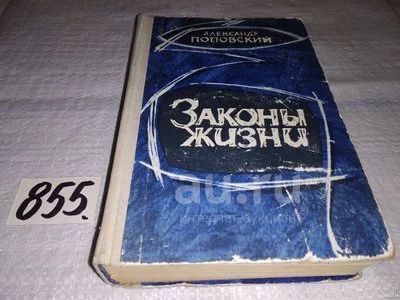 АЛЕКСАНДР
ПОПОВСКИЙ
ЗАКОНЫ
ЖИЗНИ
855.
au.ru
интернет-аукцион